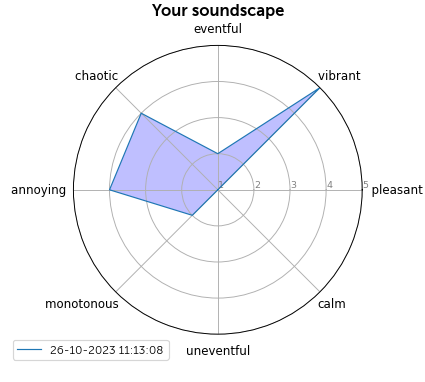 Your soundscape
eventful
chaotic
vibrant
annoying
1
2
3
4
5
pleasant
monotonous
calm
uneventful
26-10-2023 11:13:08